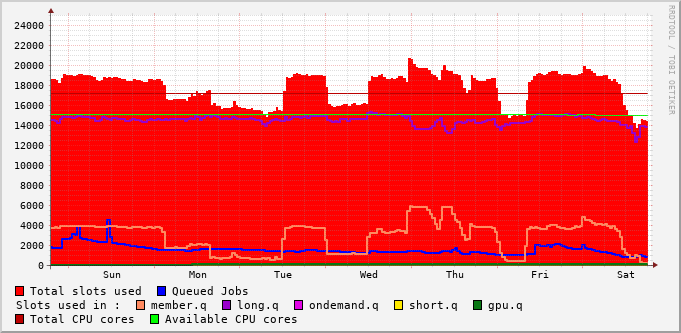 24000
22000
20000
18000
16000
14000
12000
10000
8000
6000
4000
2000
0
Sun Mon Tue Wed Thu Fri Sat
RRDTOOL / TOBI OETIKER
Total slots used Queued Jobs
Slots used in : member.q long.q ondemand.q short.q gpu.q
Total CPU cores Available CPU cores